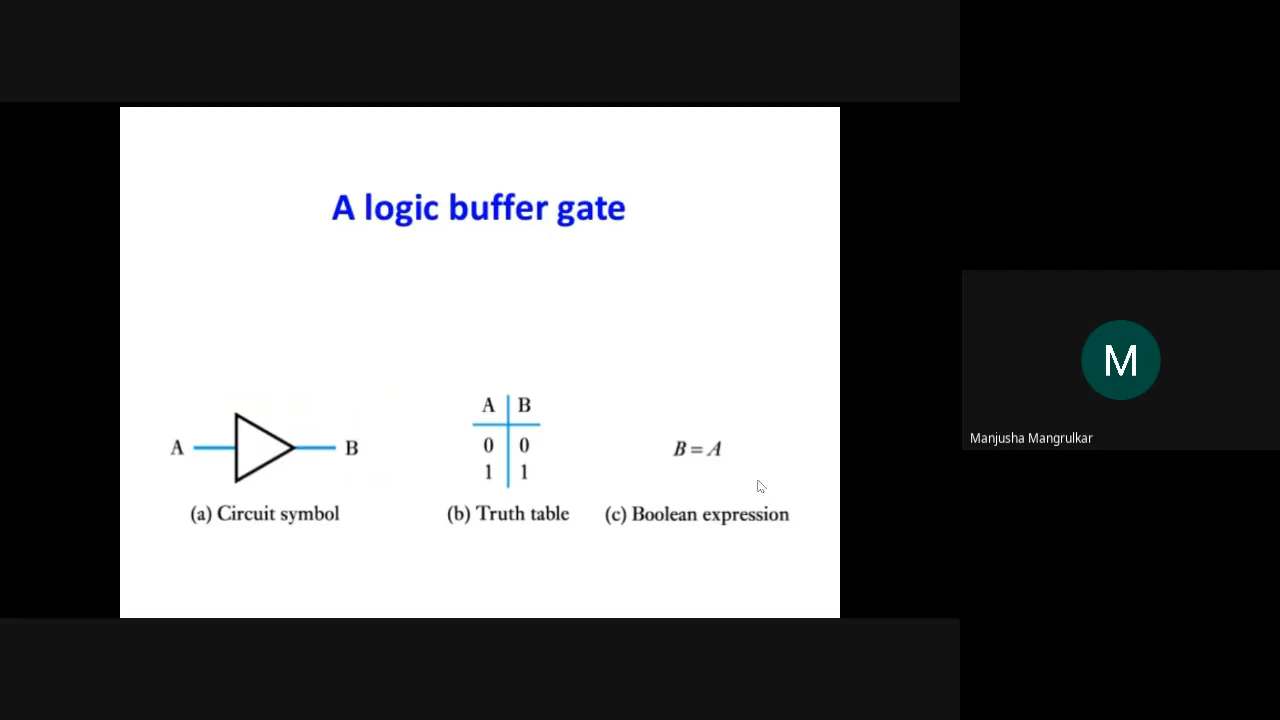 A logic buffer gate
A B
A B
0 0
1 1
B = A
(a) Circuit symbol
(b) Truth table
(c) Boolean expression
M
Manjusha Mangrulkar